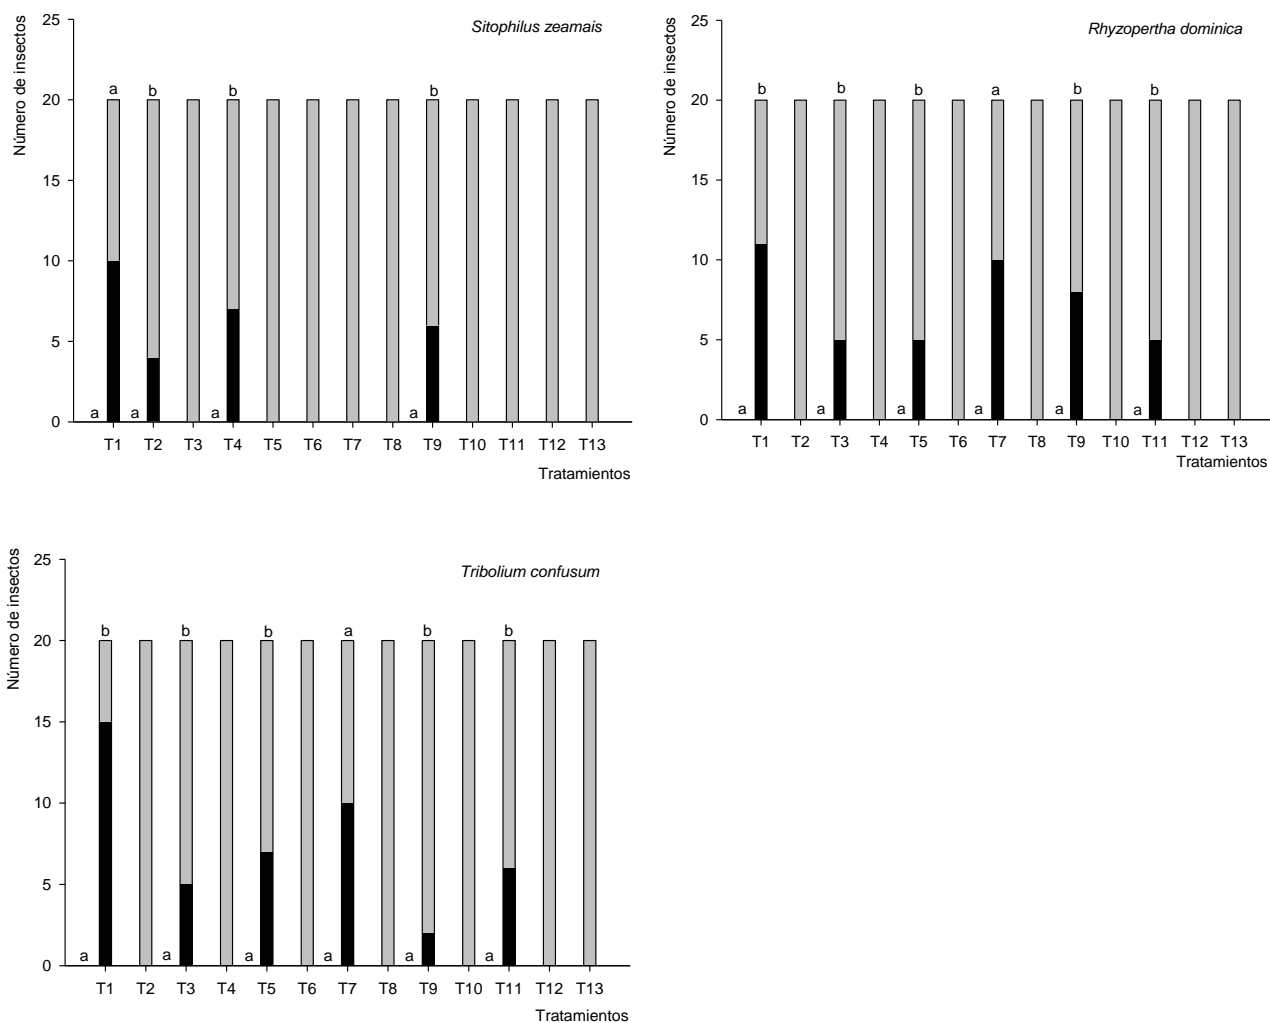 Sitophilus zeamais
Número de insectos
25
20
15
10
5
0
a b b b
a a a a
T1 T2 T3 T4 T5 T6 T7 T8 T9 T10 T11 T12 T13
Tratamientos
Rhyzopertha dominica
Número de insectos
25
20
15
10
5
0
b b b a b b
a a a a a a
T1 T2 T3 T4 T5 T6 T7 T8 T9 T10 T11 T12 T13
Tratamientos
Tribolium confusum
Número de insectos
25
20
15
10
5
0
b b b a b b
a a a a a a
T1 T2 T3 T4 T5 T6 T7 T8 T9 T10 T11 T12 T13
Tratamientos